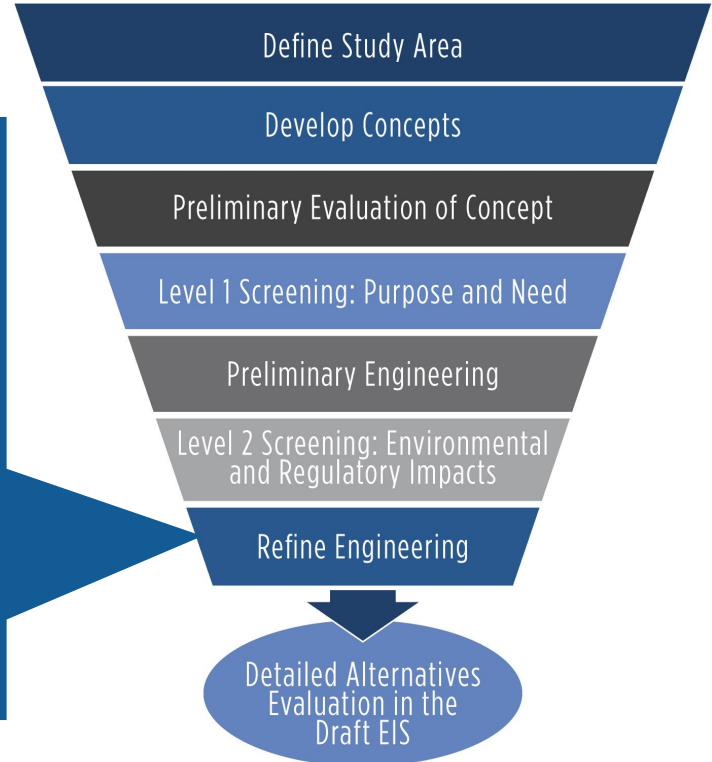 Define Study Area
Develop Concepts
Preliminary Evaluation of Concept
Level 1 Screening: Purpose and Need
Preliminary Engineering
Level 2 Screening: Environmental
and Regulatory Impacts
Refine Engineering
Detailed Alternatives
Evaluation in the
Draft EIS